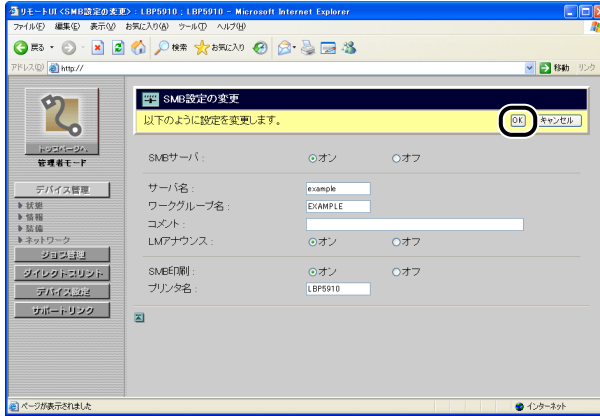 リモートUI <SMB設定の変更> : LBP5910 ; LBP5910 - Microsoft Internet Explorer
ファイル(F) 編集(E) 表示(V) お気に入り(A) ツール(T) ヘルプ(H)
戻る 検索 お気に入り
アドレス(D) http:// 移動 リンク
SMB設定の変更
以下のように設定を変更します。 OK キャンセル
トップページへ
管理者モード
デバイス管理
状態
情報
装備
ネットワーク
ジョブ管理
ダイレクトプリント
デバイス設定
サポートリンク
SMBサーバ : オン オフ
サーバ名 : example
ワークグループ名 : EXAMPLE
コメント :
LMアナウンス : オン オフ
SMB印刷 : オン オフ
プリンタ名 : LBP5910
ページが表示されました インターネット